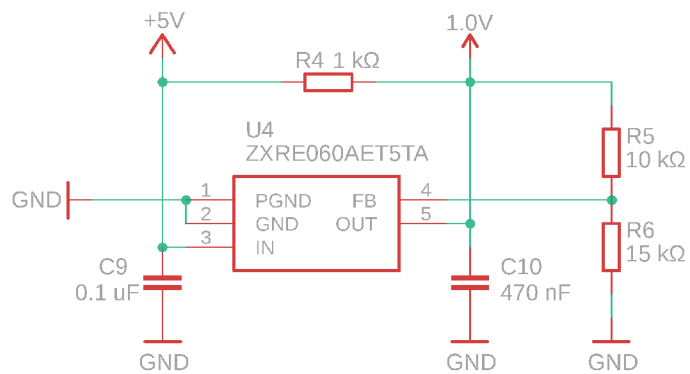 +5V
1.0V
R4 1 kΩ
U4
ZXRE060AET5TA
R5
10 kΩ
GND
1
PGND
FB
4
2
GND
OUT
5
3
IN
R6
15 kΩ
C9
0.1 uF
C10
470 nF
GND
GND
GND